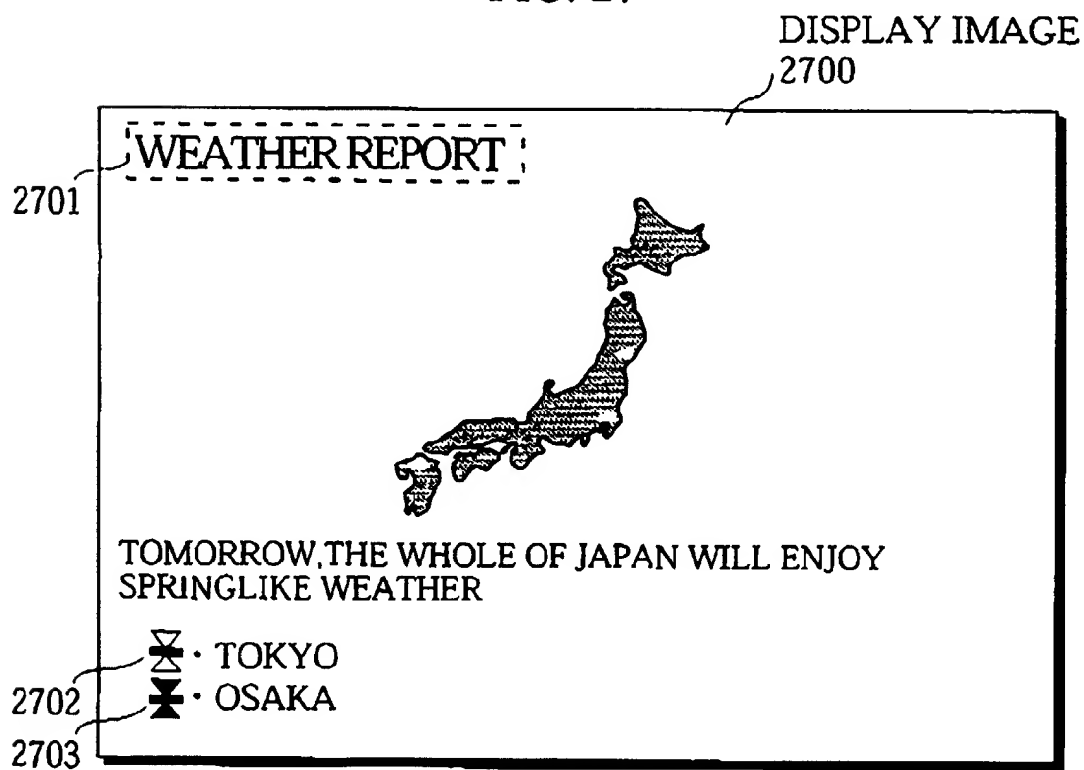 DISPLAY IMAGE
2700
WEATHER REPORT
2701
TOMORROW, THE WHOLE OF JAPAN WILL ENJOY
SPRINGLIKE WEATHER
· TOKYO
2702
· OSAKA
2703